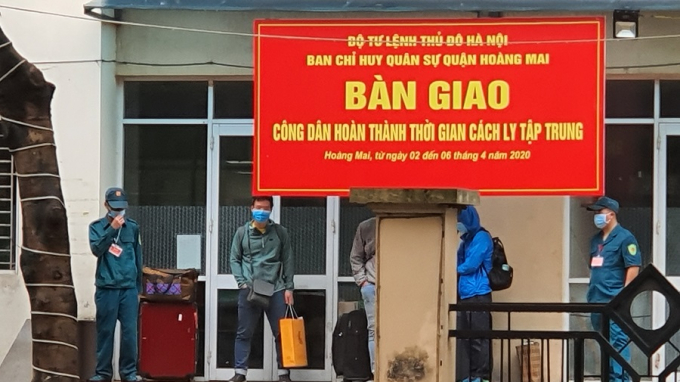 BỘ TƯ LỆNH THỦ ĐÔ HÀ NỘI
BAN CHỈ HUY QUÂN SỰ QUẬN HOÀNG MAI
BÀN GIAO
CÔNG DÂN HOÀN THÀNH THỜI GIAN CÁCH LY TẬP TRUNG
Hoàng Mai, từ ngày 02 đến 06 tháng 4 năm 2020